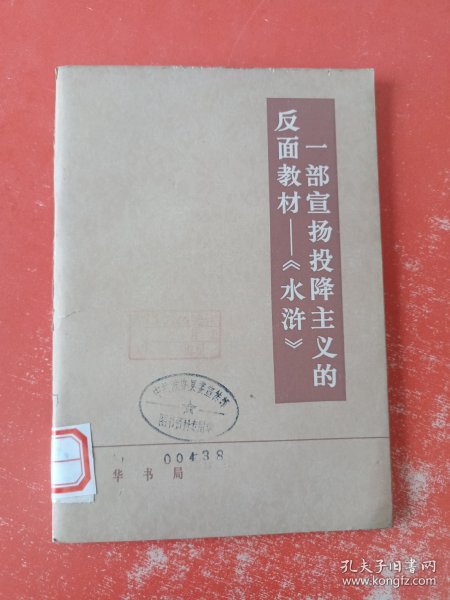 一部宣扬投降主义的
反面教材——《水浒》
00438
华书局
孔夫子旧书网
www.kongfz.com